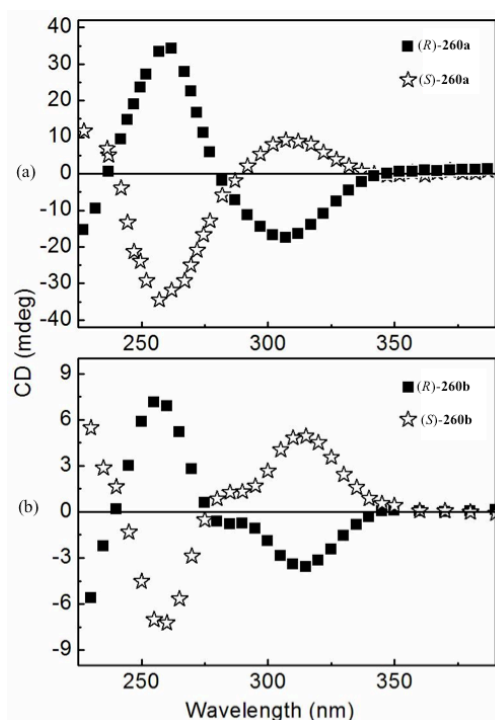 40
30
20
10
0
-10
-20
-30
-40
(R)-260a
(S)-260a
(a)
250 300 350
CD (mdeg)
9
6
3
0
-3
-6
-9
(R)-260b
(S)-260b
(b)
250 300 350
Wavelength (nm)